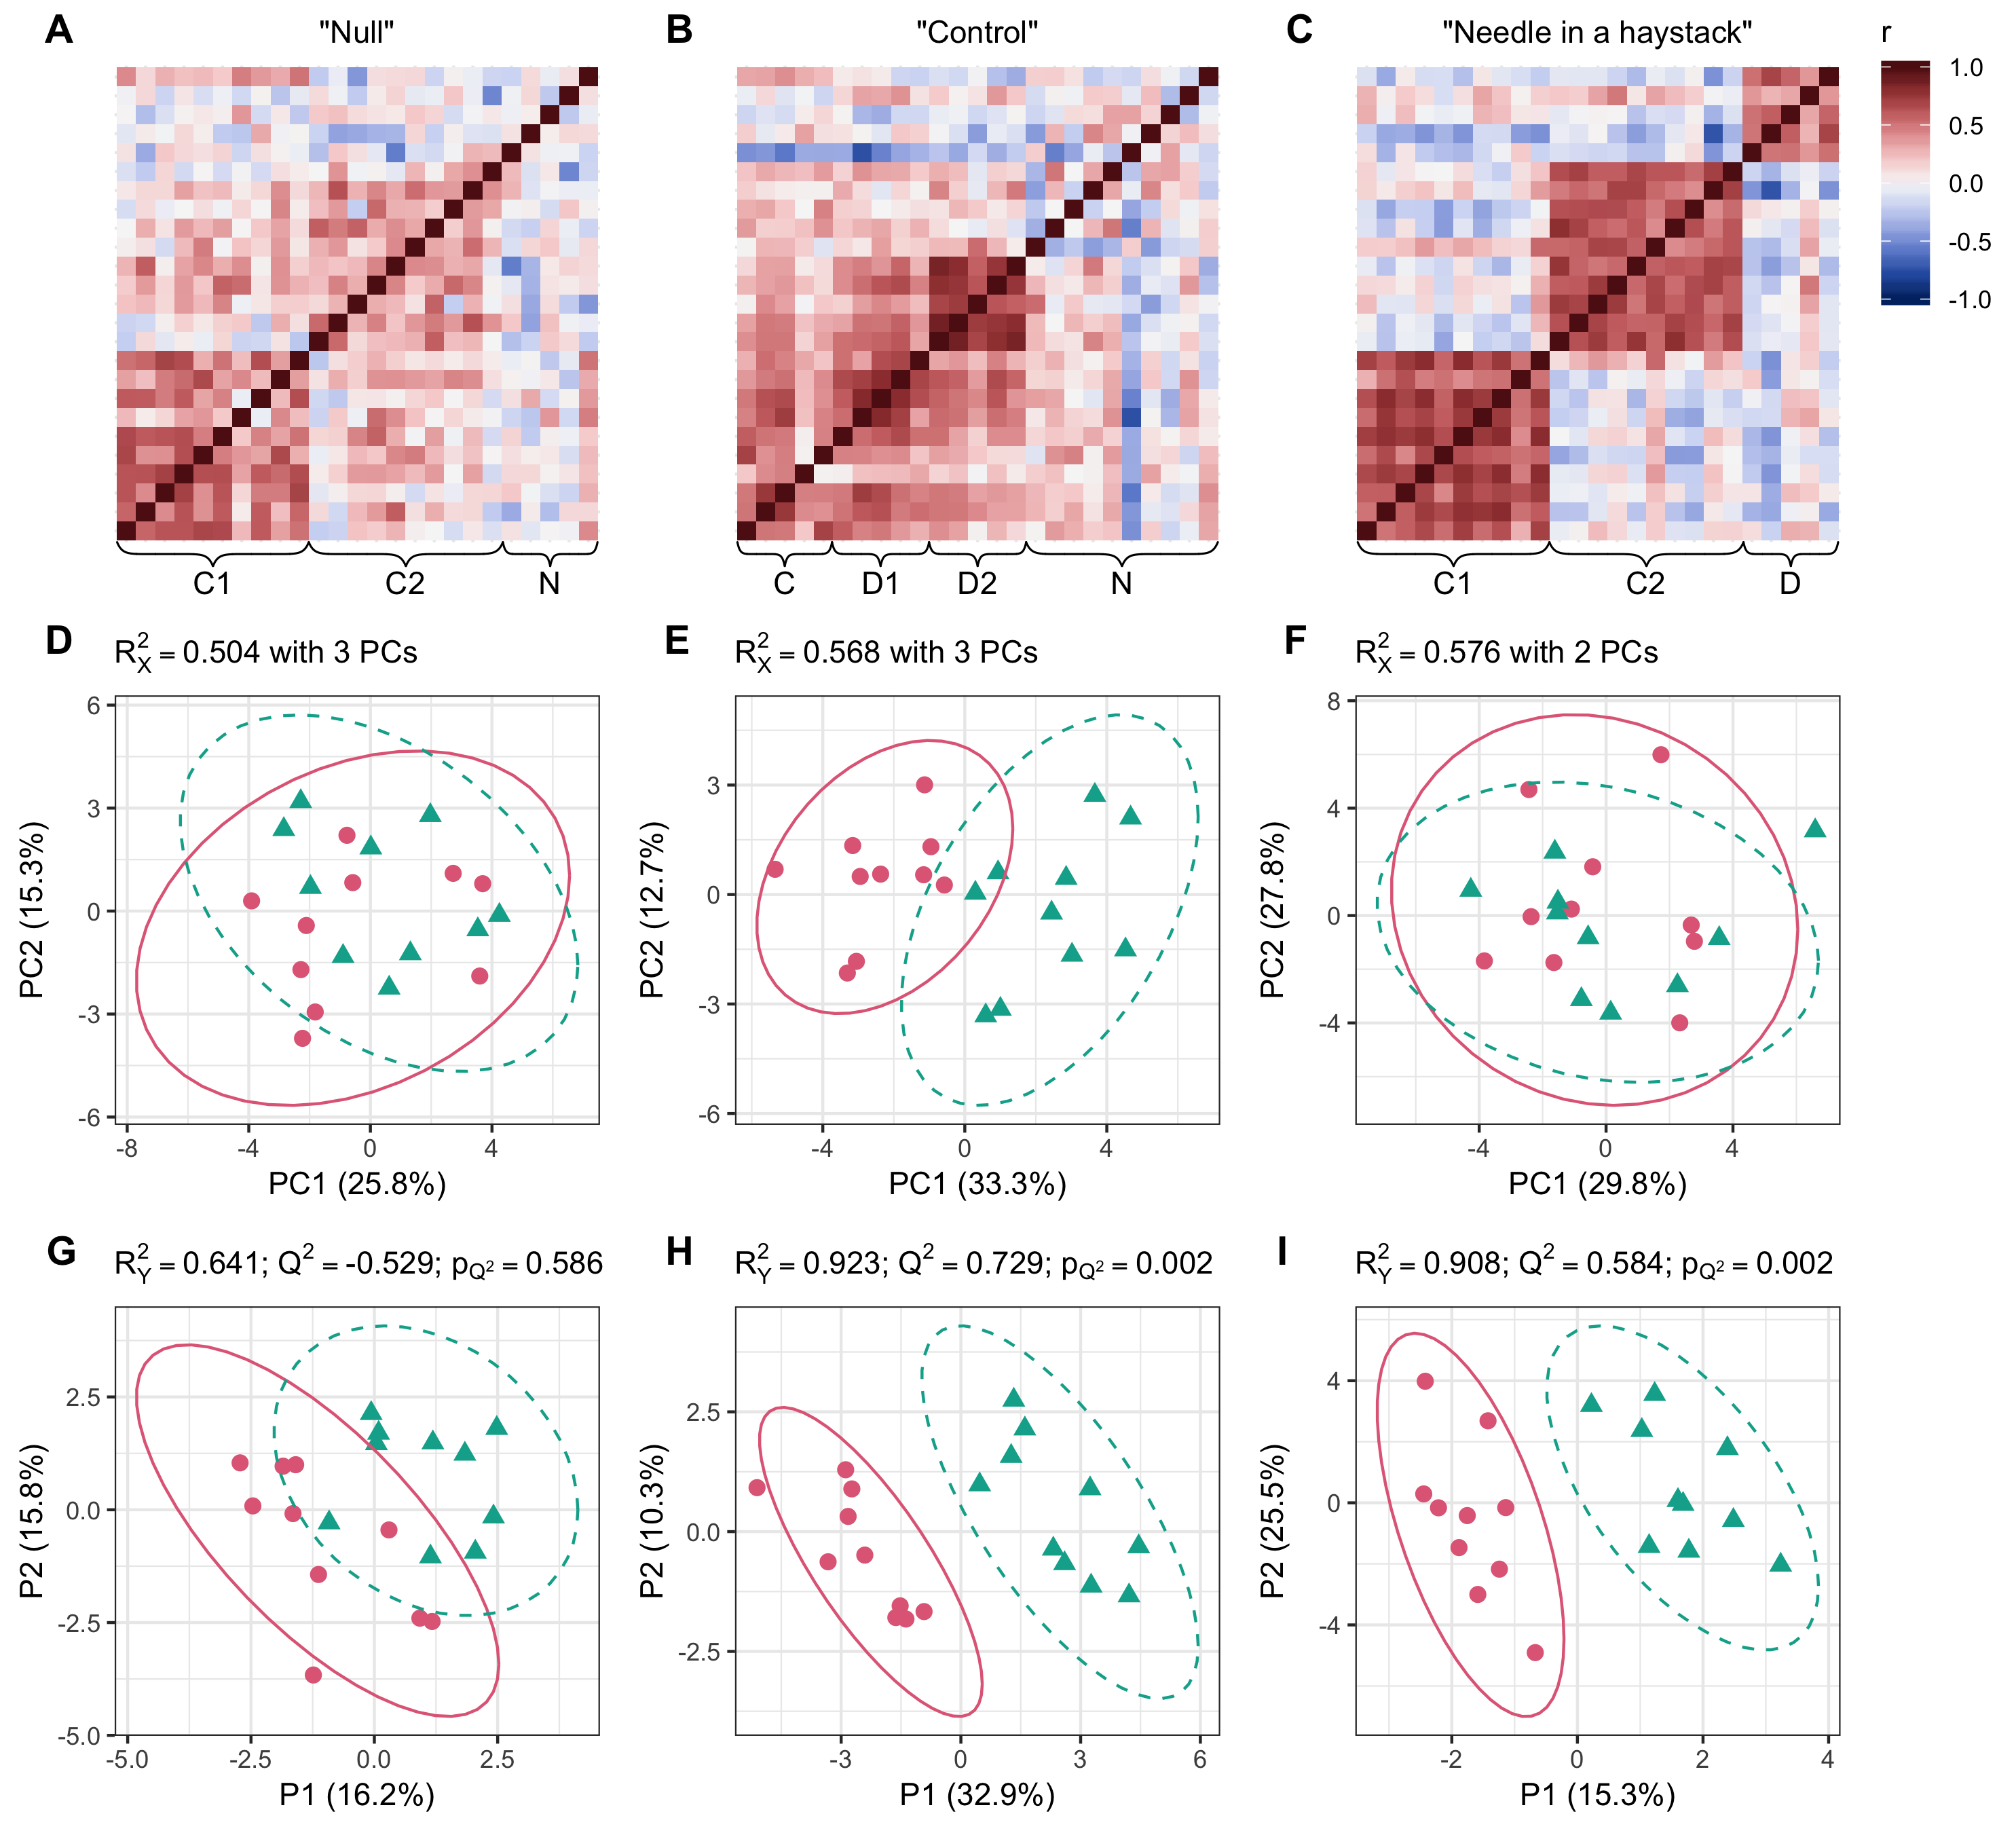 A "Null" B "Control" C "Needle in a haystack" r
1.0
0.5
0.0
-0.5
-1.0
C1 C2 N C D1 D2 N C1 C2 D
D R²X = 0.504 with 3 PCs E R²X = 0.568 with 3 PCs F R²X = 0.576 with 2 PCs
PC2 (15.3%)
6
3
0
-3
-6
-8 -4 0 4
PC1 (25.8%)
PC2 (12.7%)
3
0
-3
-6
-4 0 4
PC1 (33.3%)
PC2 (27.8%)
8
4
0
-4
-4 0 4
PC1 (29.8%)
G R²Y = 0.641; Q² = -0.529; pQ² = 0.586 H R²Y = 0.923; Q² = 0.729; pQ² = 0.002 I R²Y = 0.908; Q² = 0.584; pQ² = 0.002
P2 (15.8%)
2.5
0.0
-2.5
-5.0
-5.0 -2.5 0.0 2.5
P1 (16.2%)
P2 (10.3%)
2.5
0.0
-2.5
-3 0 3 6
P1 (32.9%)
P2 (25.5%)
4
0
-4
-2 0 2 4
P1 (15.3%)